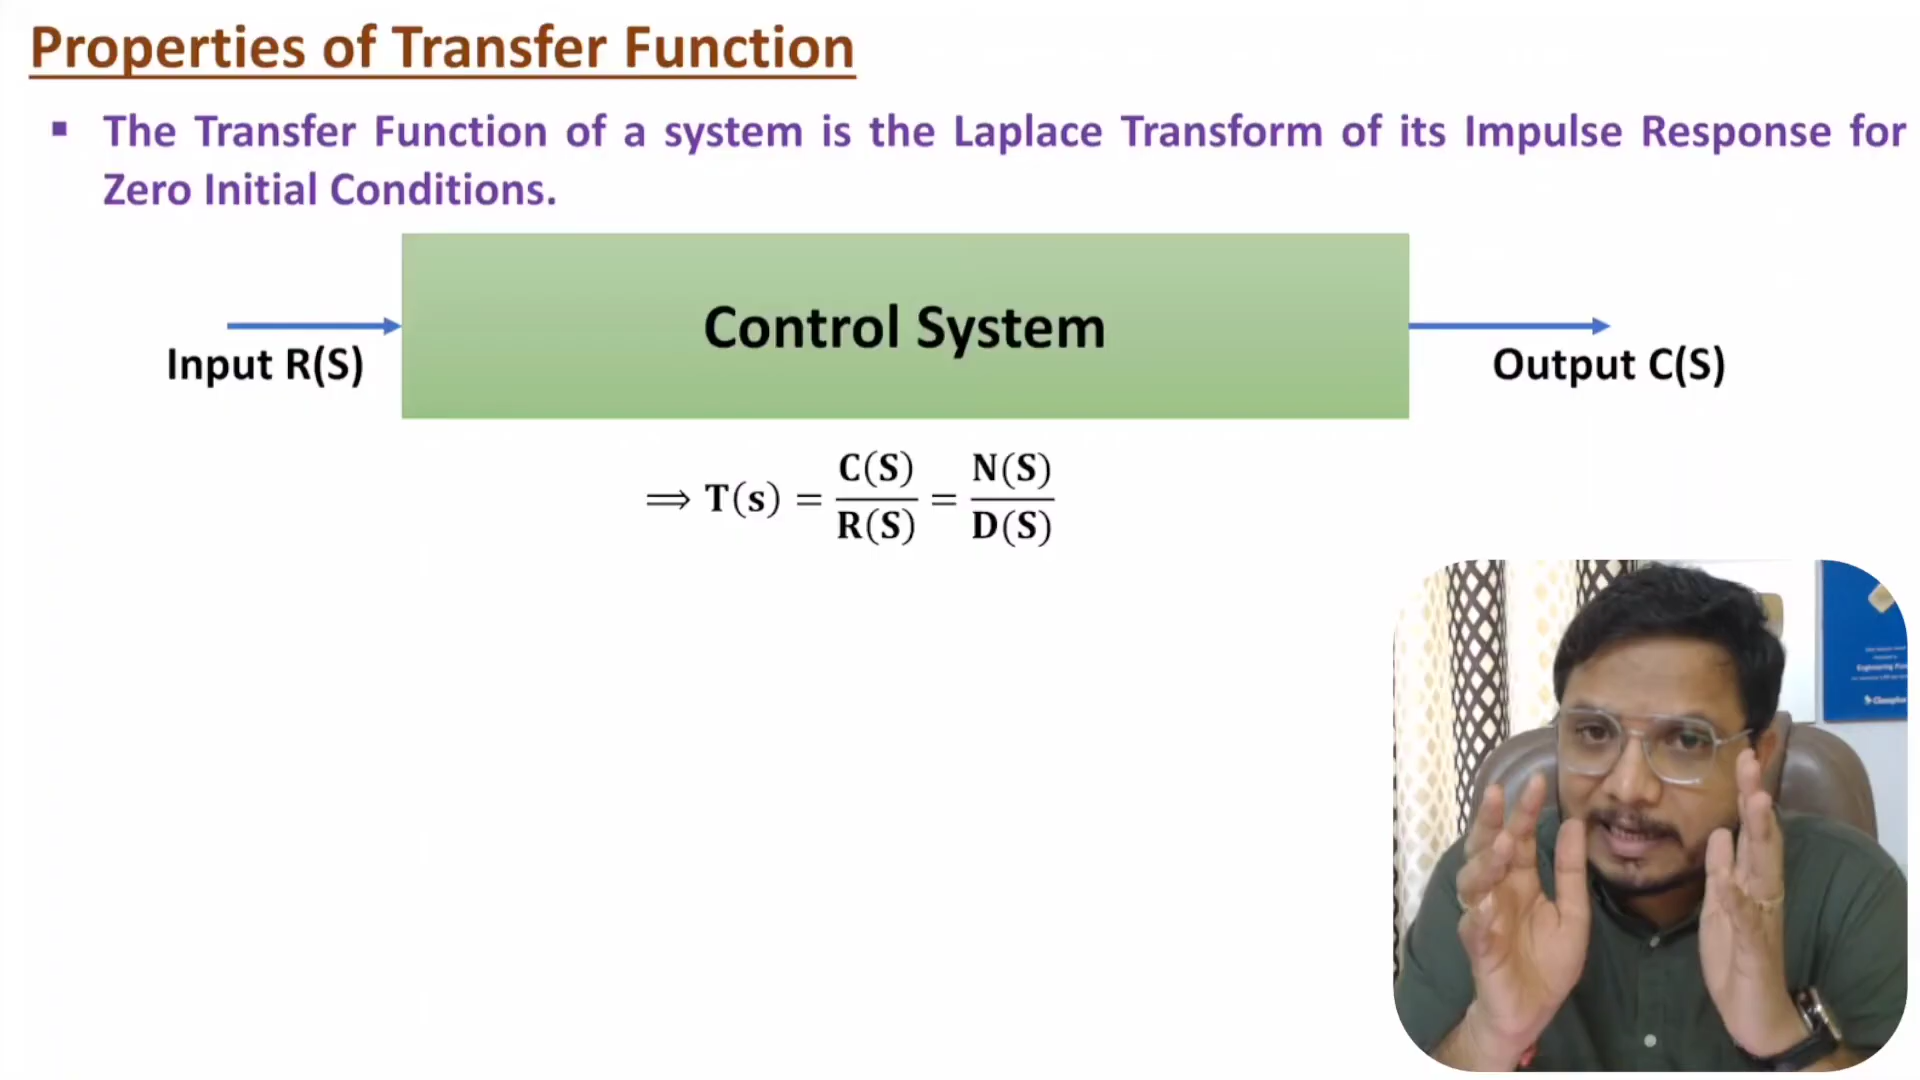 Properties of Transfer Function
▪ The Transfer Function of a system is the Laplace Transform of its Impulse Response for
Zero Initial Conditions.
Control System
Input R(S)
Output C(S)
⟹ T(s) = C(S)/R(S) = N(S)/D(S)